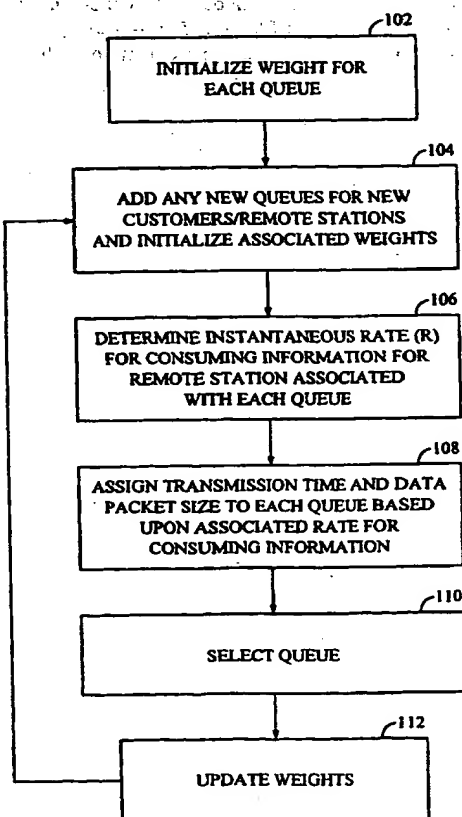 102
INITIALIZE WEIGHT FOR
EACH QUEUE
104
ADD ANY NEW QUEUES FOR NEW
CUSTOMERS/REMOTE STATIONS
AND INITIALIZE ASSOCIATED WEIGHTS
106
DETERMINE INSTANTANEOUS RATE (R)
FOR CONSUMING INFORMATION FOR
REMOTE STATION ASSOCIATED
WITH EACH QUEUE
108
ASSIGN TRANSMISSION TIME AND DATA
PACKET SIZE TO EACH QUEUE BASED
UPON ASSOCIATED RATE FOR
CONSUMING INFORMATION
110
SELECT QUEUE
112
UPDATE WEIGHTS